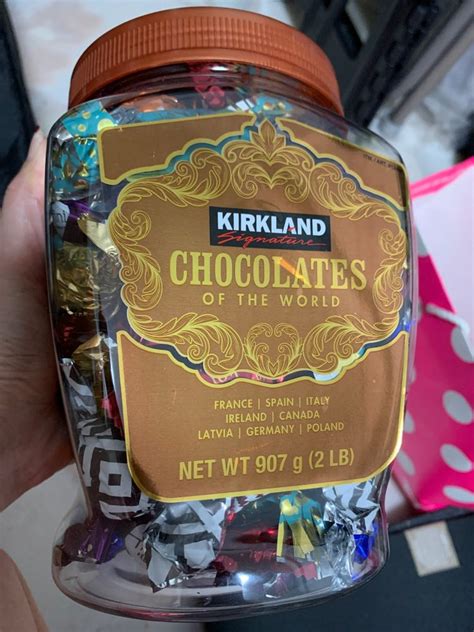 KIRKLAND
Signature
CHOCOLATES
OF THE WORLD
FRANCE | SPAIN | ITALY
IRELAND | CANADA
LATVIA | GERMANY | POLAND
NET WT 907 g (2 LB)